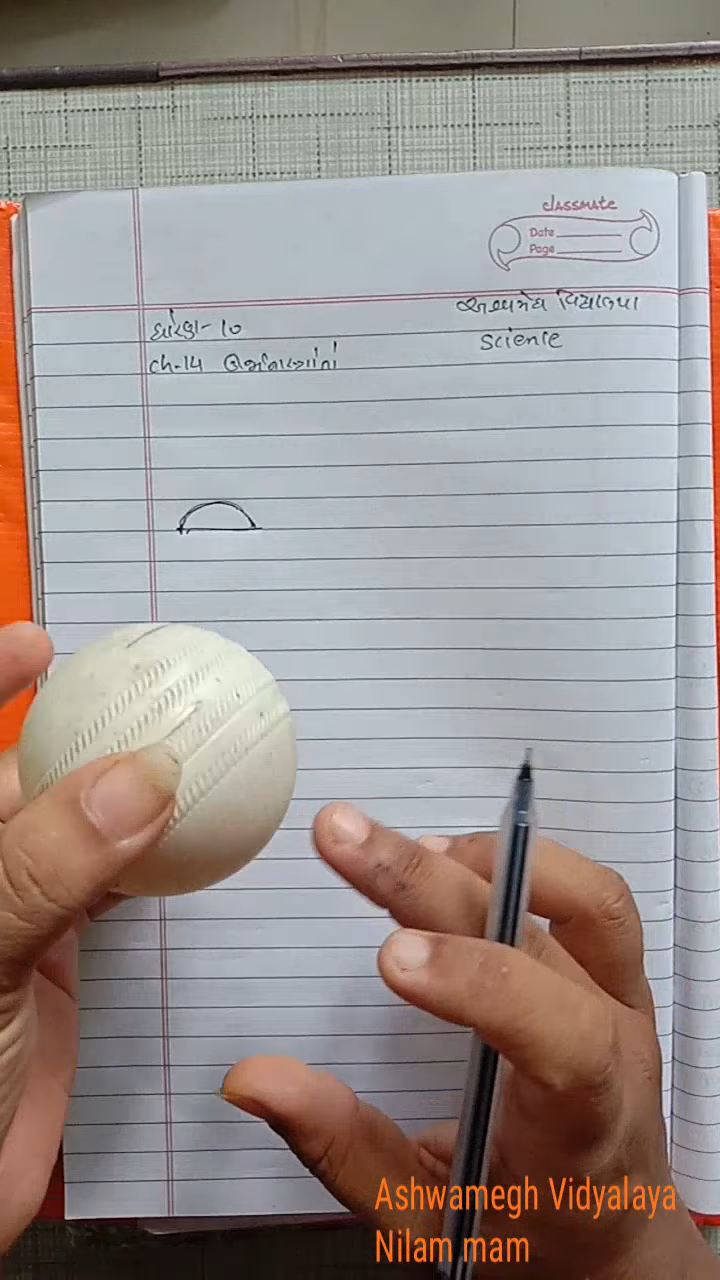 classmate
Date
Page
અશ્વમેઘ વિદ્યાલયા
ધોરણ- 10
Science
Ch-14 ઊર્જાના સ્ત્રોતો
Ashwamegh Vidyalaya
Nilam mam